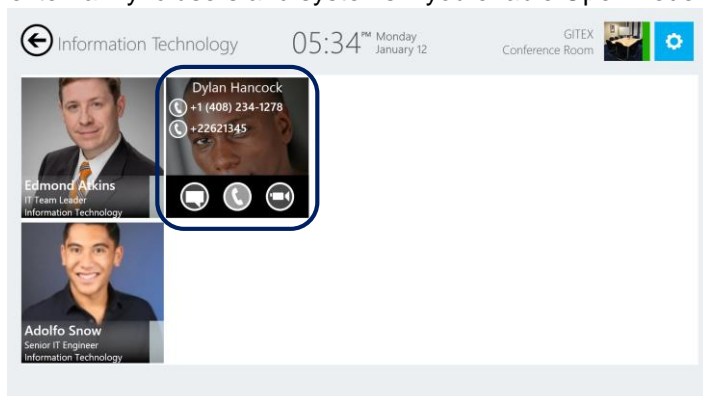 Information Technology
05:34 PM Monday
January 12
GITEX
Conference Room
Dylan Hancock
+1 (408) 234-1278
+22621345
Edmond Atkins
IT Team Leader
Information Technology
Adolfo Snow
Senior IT Engineer
Information Technology